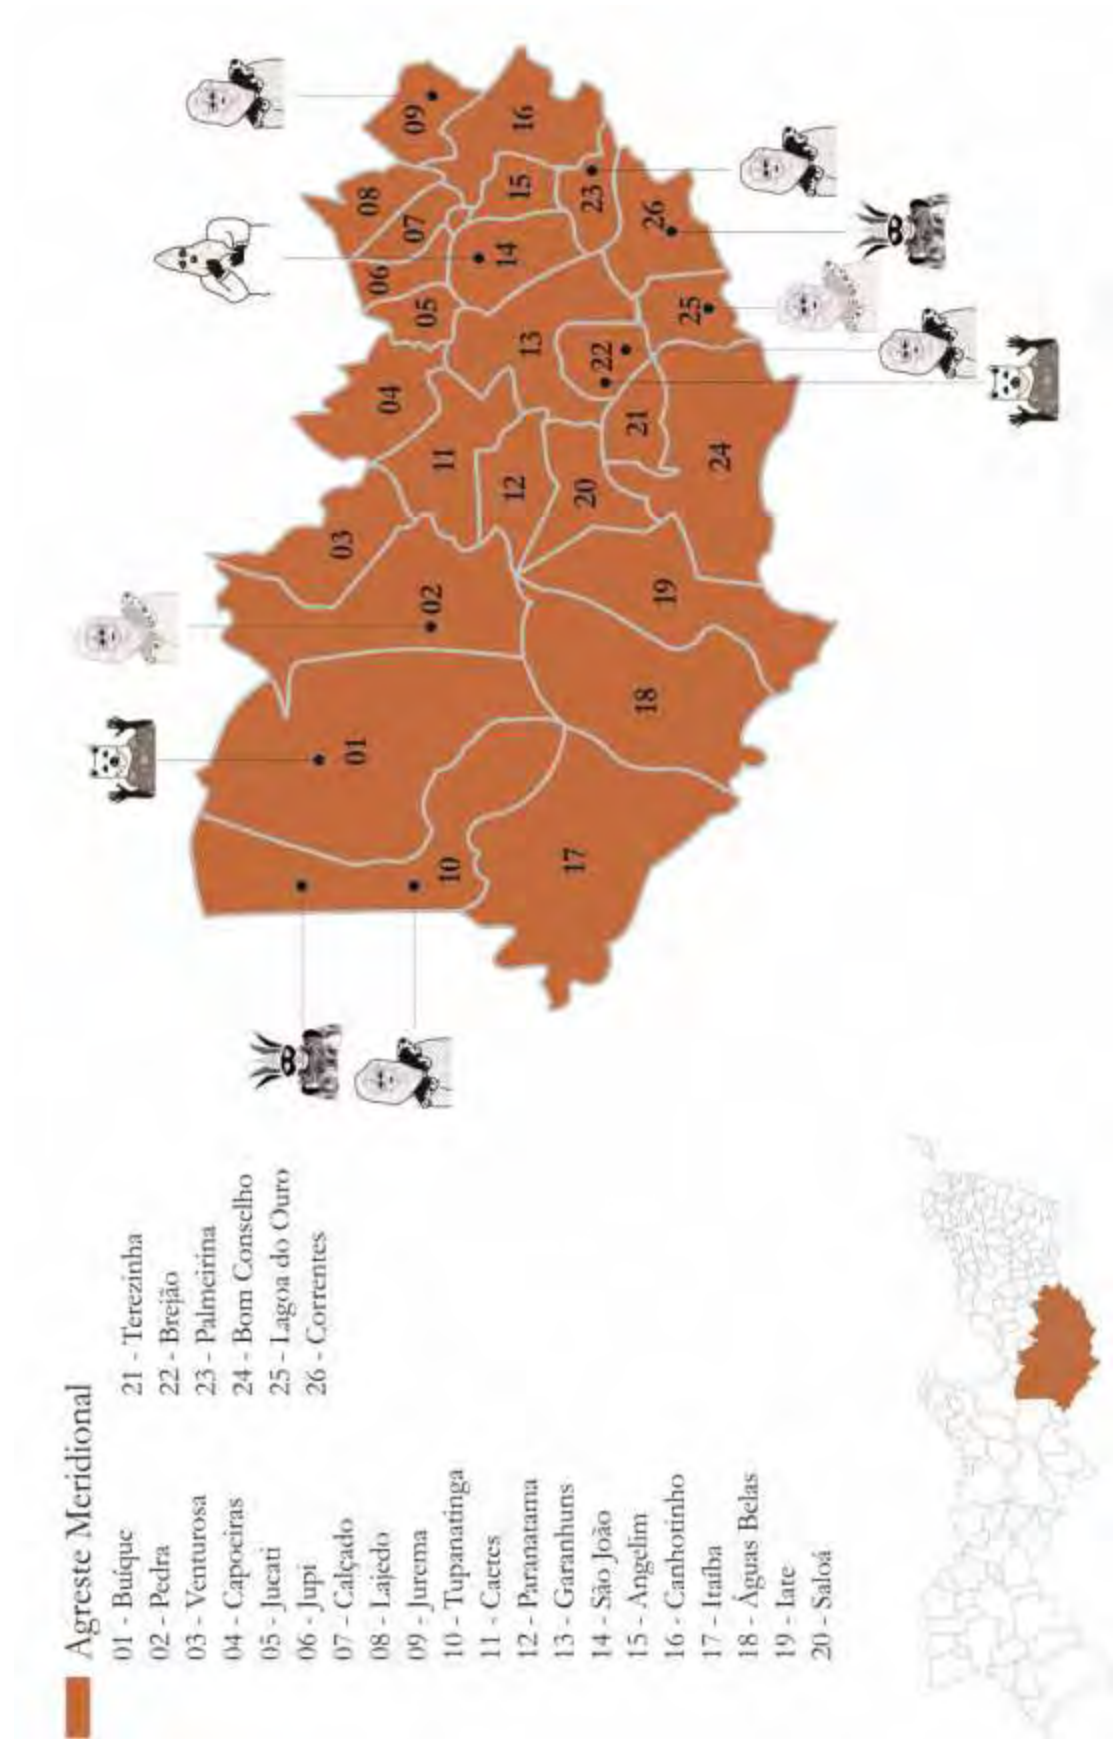 Agreste Meridional
01 - Buíque
02 - Pedra
03 - Venturosa
04 - Capoeiras
05 - Jucati
06 - Jupi
07 - Calçado
08 - Lajedo
09 - Jurema
10 - Tupanatinga
11 - Caetes
12 - Paranatama
13 - Garanhuns
14 - São João
15 - Angelim
16 - Canhotinho
17 - Itaíba
18 - Águas Belas
19 - Iate
20 - Saloá
21 - Terezinha
22 - Brejão
23 - Palmeirina
24 - Bom Conselho
25 - Lagoa do Ouro
26 - Correntes
01
02
03
04
05
06
07
08
09
10
11
12
13
14
15
16
17
18
19
20
21
22
23
24
25
26